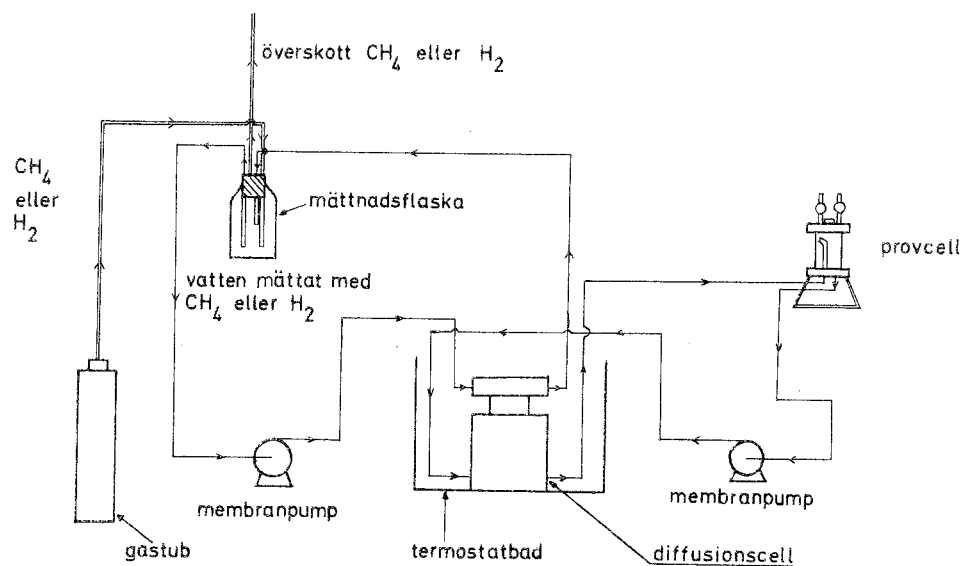 överskott CH4 eller H2
CH4
eller
H2
mättnadsflaska
provcell
vatten mättat med
CH4 eller H2
membranpump
membranpump
gastub
termostatbad
diffusionscell